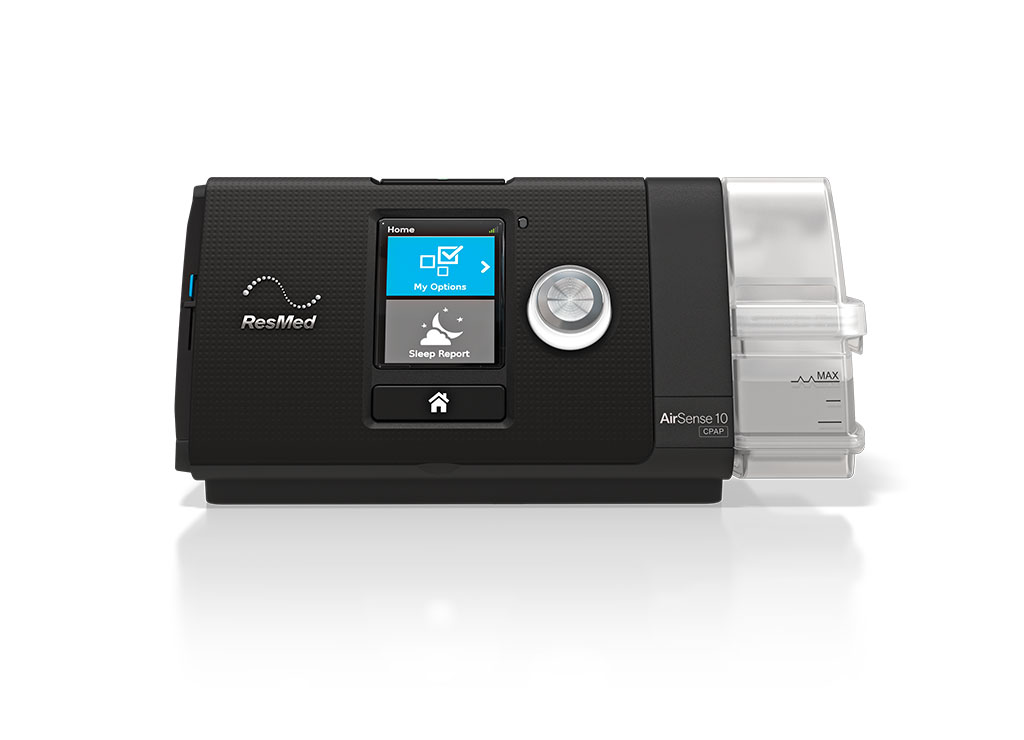 Home
My Options
Sleep Report
ResMed
MAX
AirSense 10
CPAP